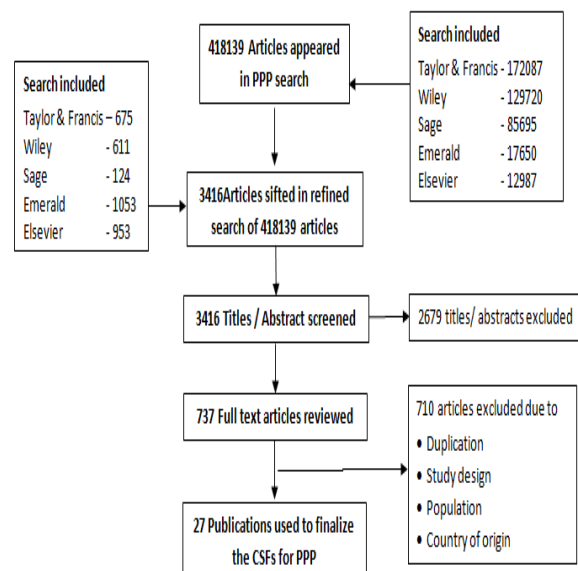 418139 Articles appeared
in PPP search
Search included
Taylor & Francis - 172087
Wiley - 129720
Sage - 85695
Emerald - 17650
Elsevier - 12987
Search included
Taylor & Francis – 675
Wiley - 611
Sage - 124
Emerald - 1053
Elsevier - 953
3416Articles sifted in refined
search of 418139 articles
3416 Titles / Abstract screened
2679 titles/ abstracts excluded
737 Full text articles reviewed
710 articles excluded due to
• Duplication
• Study design
• Population
• Country of origin
27 Publications used to finalize
the CSFs for PPP